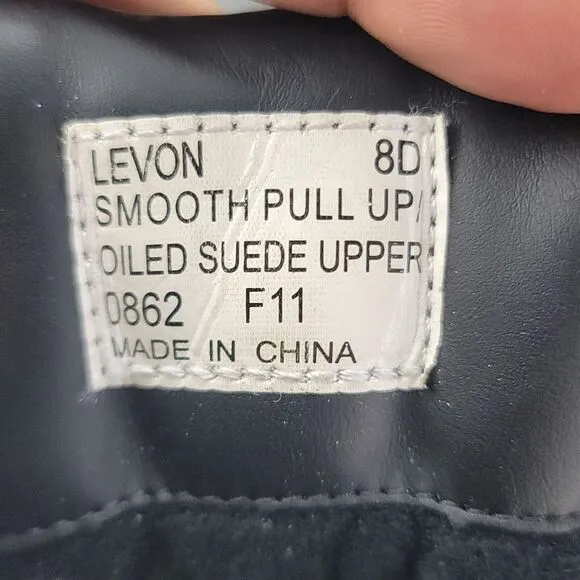 LEVON 8D
SMOOTH PULL UP/
OILED SUEDE UPPER
0862 F11
MADE IN CHINA